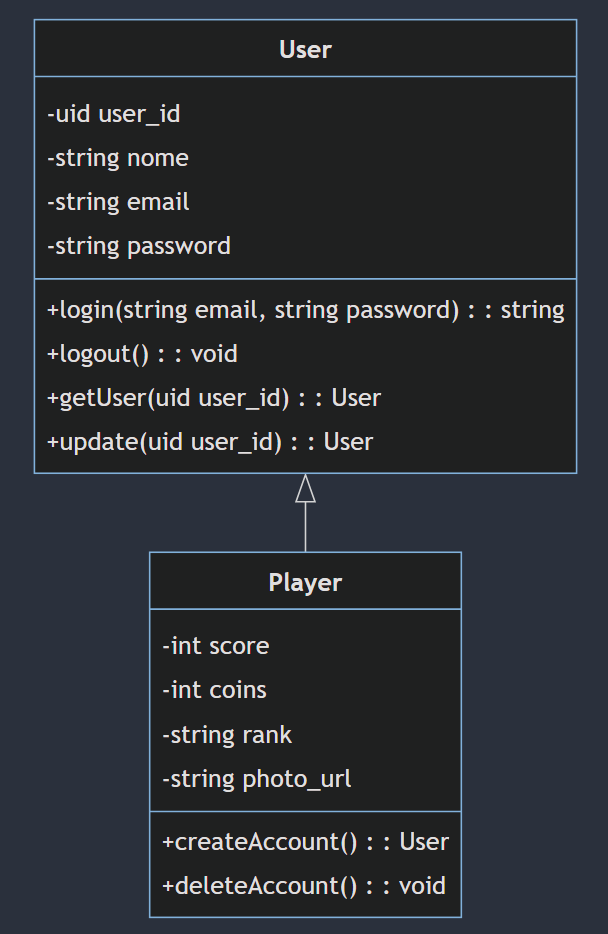 User
-uid user_id
-string nome
-string email
-string password
+login(string email, string password) : : string
+logout() : : void
+getUser(uid user_id) : : User
+update(uid user_id) : : User
Player
-int score
-int coins
-string rank
-string photo_url
+createAccount() : : User
+deleteAccount() : : void